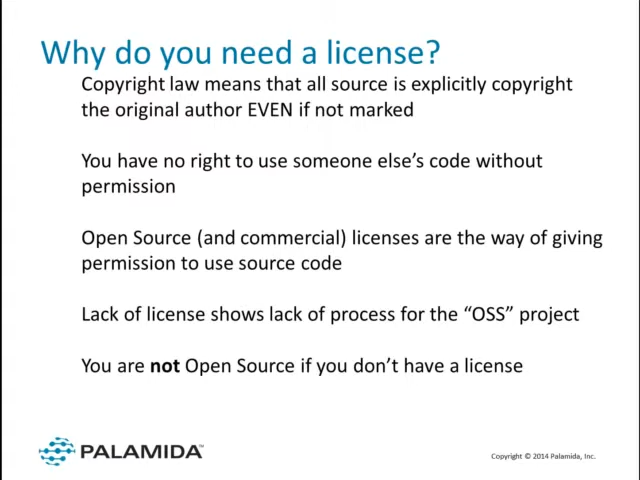 Why do you need a license?
Copyright law means that all source is explicitly copyright
the original author EVEN if not marked
You have no right to use someone else’s code without
permission
Open Source (and commercial) licenses are the way of giving
permission to use source code
Lack of license shows lack of process for the “OSS” project
You are not Open Source if you don’t have a license
PALAMIDA™
Copyright © 2014 Palamida, Inc.